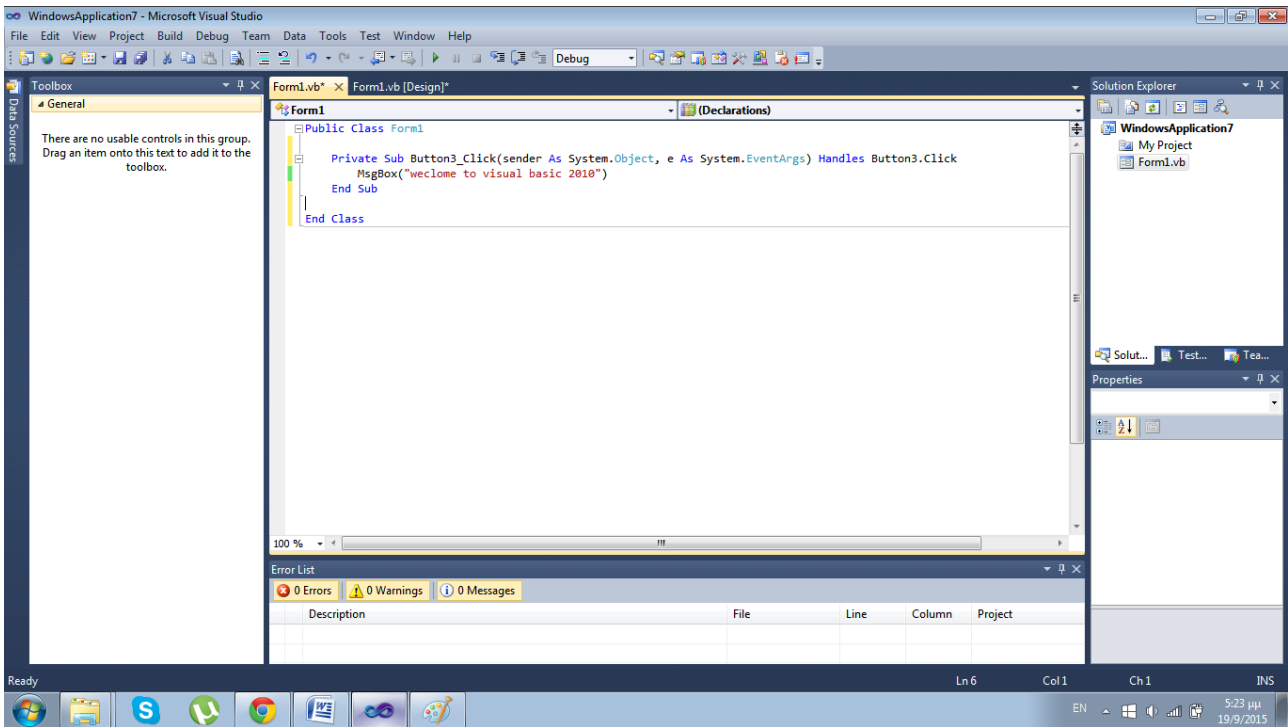 WindowsApplication7 - Microsoft Visual Studio
File Edit View Project Build Debug Team Data Tools Test Window Help
Debug
Data Sources
Toolbox
General
There are no usable controls in this group.
Drag an item onto this text to add it to the
toolbox.
Form1.vb* Form1.vb [Design]*
Form1 (Declarations)
Public Class Form1
Private Sub Button3_Click(sender As System.Object, e As System.EventArgs) Handles Button3.Click
MsgBox("weclome to visual basic 2010")
End Sub
End Class
100 %
Error List
0 Errors 0 Warnings 0 Messages
Description File Line Column Project
Solution Explorer
WindowsApplication7
My Project
Form1.vb
Solut... Test... Tea...
Properties
Ready Ln 6 Col 1 Ch 1 INS
EN 5:23 μμ
19/9/2015